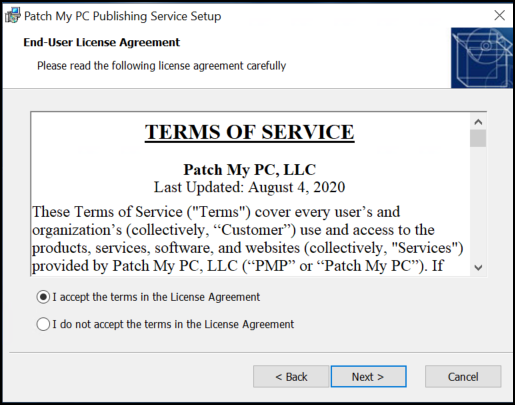 Patch My PC Publishing Service Setup
End-User License Agreement
Please read the following license agreement carefully
TERMS OF SERVICE
Patch My PC, LLC
Last Updated: August 4, 2020
These Terms of Service ("Terms") cover every user’s and
organization’s (collectively, “Customer”) use and access to the
products, services, software, and websites (collectively, "Services")
provided by Patch My PC, LLC (“PMP” or “Patch My PC”). If
I accept the terms in the License Agreement
I do not accept the terms in the License Agreement
< Back
Next >
Cancel